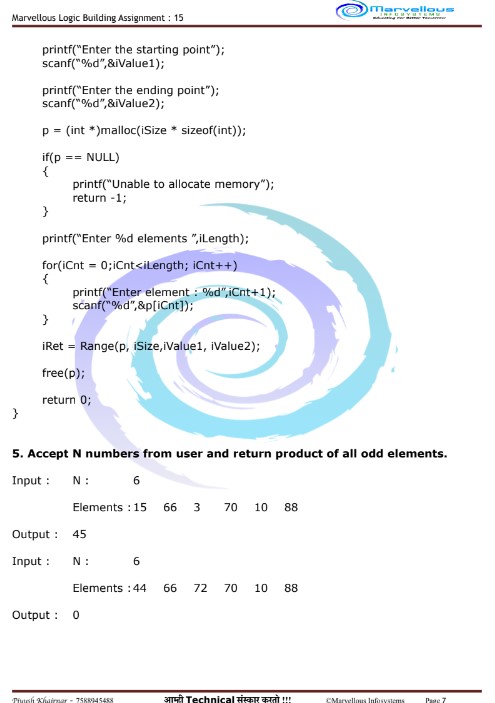 Marvellous Logic Building Assignment : 15
Marvellous
INFOSYSTEMS
Educating for Better Tomorrow
printf(“Enter the starting point”);
scanf(“%d”,&iValue1);
printf(“Enter the ending point”);
scanf(“%d”,&iValue2);
p = (int *)malloc(iSize * sizeof(int));
if(p == NULL)
{
printf(“Unable to allocate memory”);
return -1;
}
printf(“Enter %d elements ”,iLength);
for(iCnt = 0;iCnt<iLength; iCnt++)
{
printf(“Enter element : %d”,iCnt+1);
scanf(“%d”,&p[iCnt]);
}
iRet = Range(p, iSize,iValue1, iValue2);
free(p);
return 0;
}
5. Accept N numbers from user and return product of all odd elements.
Input : N : 6
Elements : 15 66 3 70 10 88
Output : 45
Input : N : 6
Elements : 44 66 72 70 10 88
Output : 0
Piyush Khairnar - 7588945488 आम्ही Technical संस्कार करतो !!! ©Marvellous Infosystems Page 7